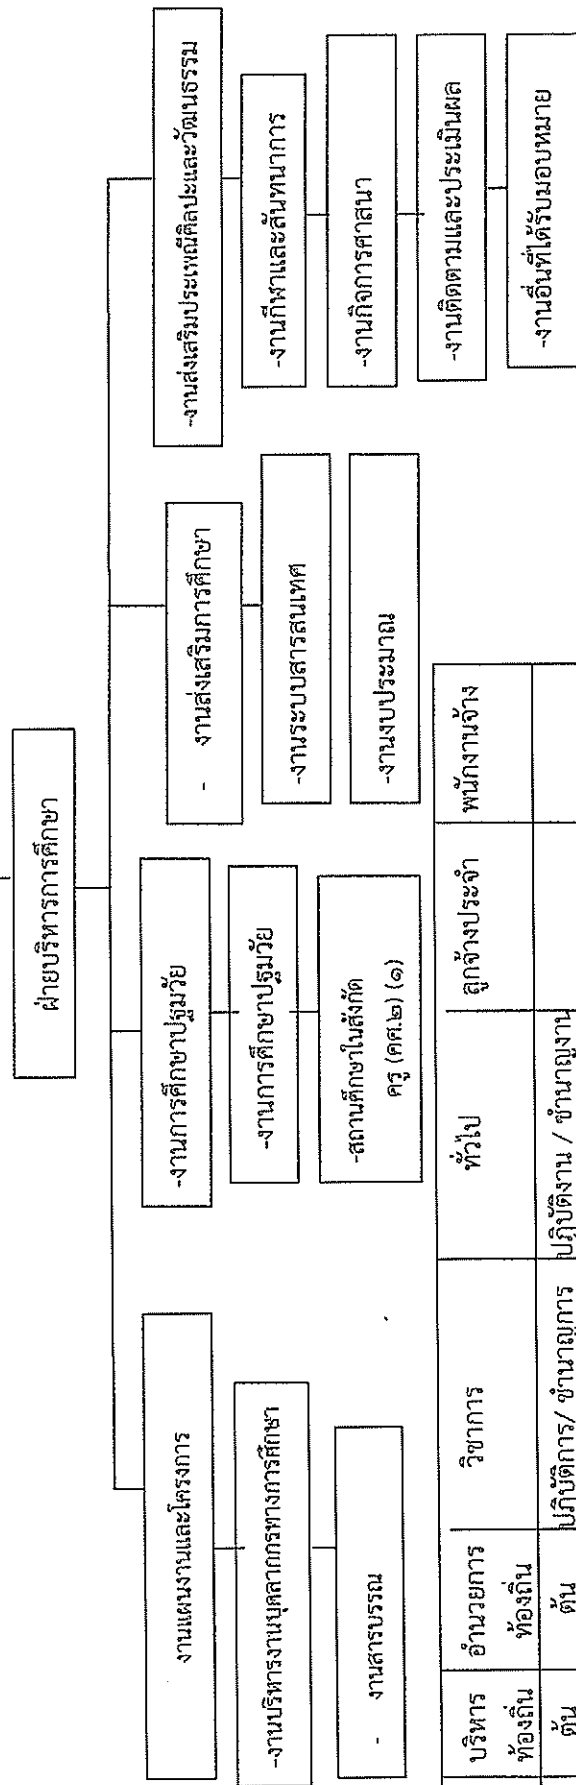 ฝ่ายบริหารการศึกษา
งานแผนงานและโครงการ
-งานบริหารงานบุคลากรทางการศึกษา
- งานสารบรรณ
-งานการศึกษาปฐมวัย
-งานการศึกษาปฐมวัย
-สถานศึกษาในสังกัด
ครู (คศ.๒) (๑)
- งานส่งเสริมการศึกษา
-งานระบบสารสนเทศ
-งานงบประมาณ
-งานส่งเสริมประเพณีศิลปะและวัฒนธรรม
-งานกีฬาและสันทนาการ
-งานกิจการศาสนา
-งานติดตามและประเมินผล
-งานอื่นที่ได้รับมอบหมาย
บริหาร อำนวยการ วิชาการ ทั่วไป ลูกจ้างประจำ พนักงานจ้าง
ท้องถิ่น ท้องถิ่น
ต้น ต้น ปฏิบัติการ/ ชำนาญการ ปฏิบัติงาน / ชำนาญงาน